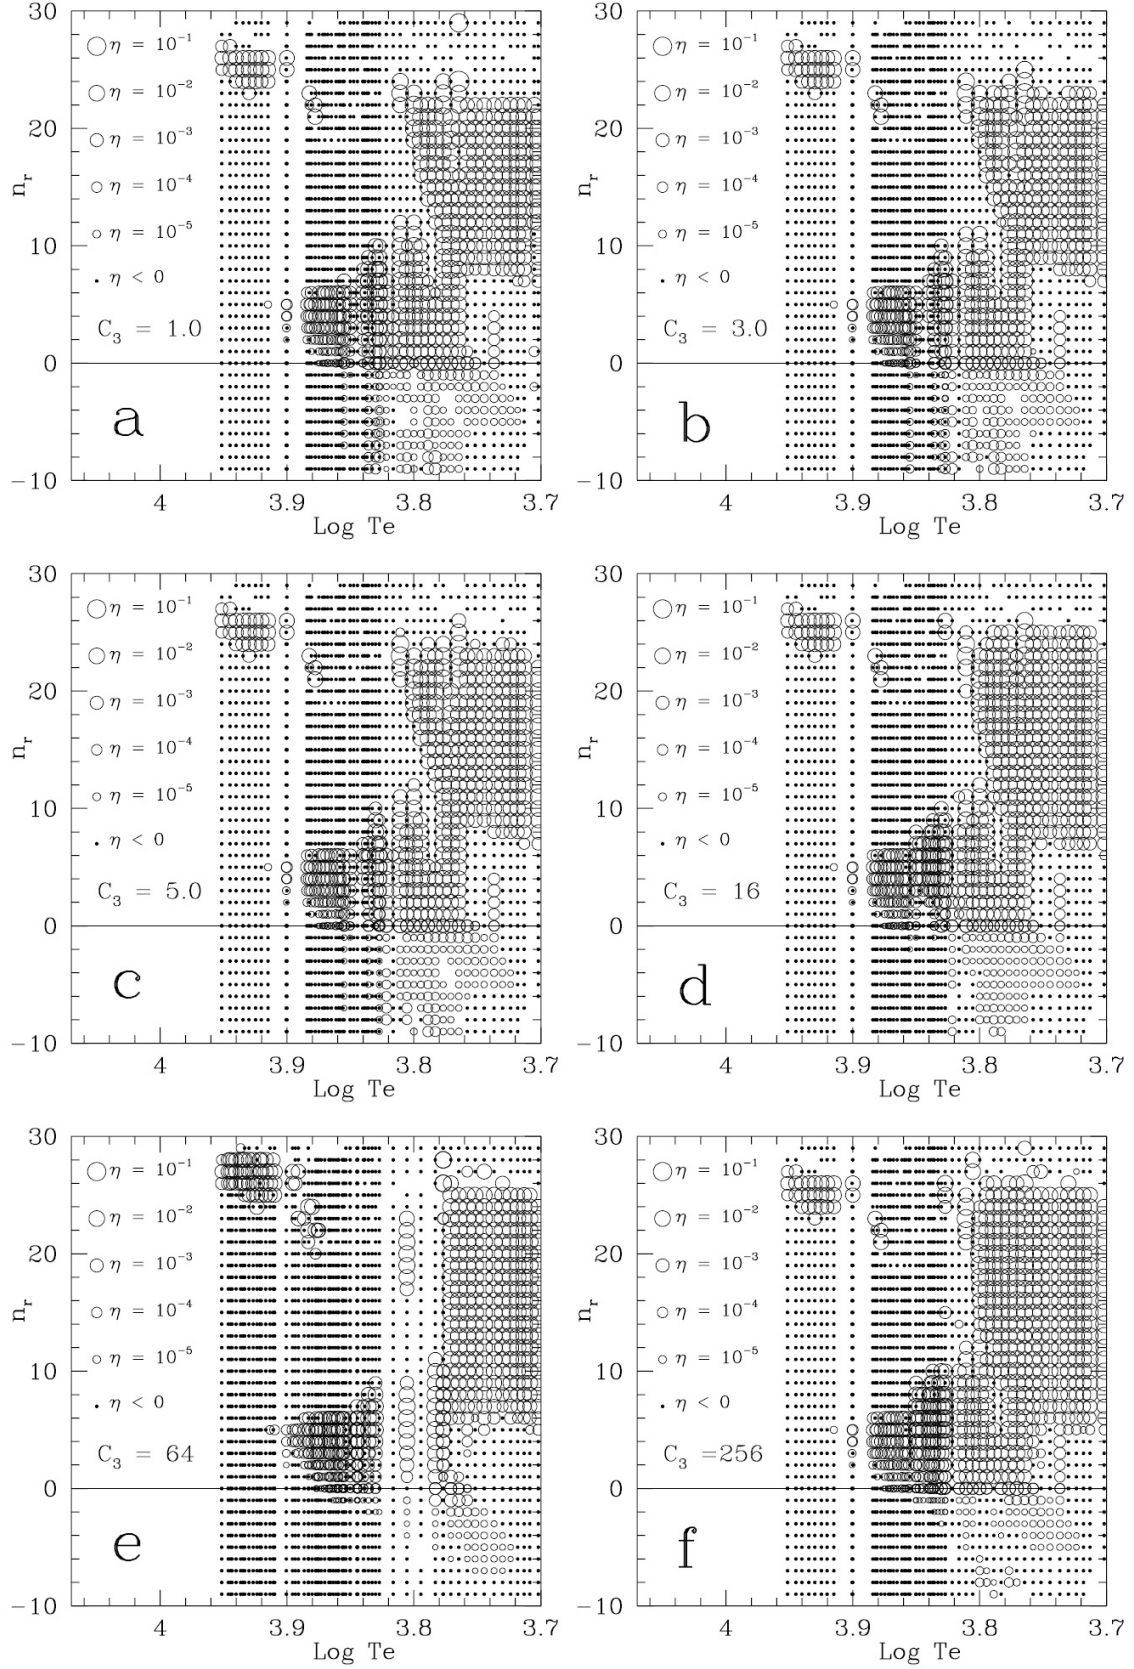 30
η = 10⁻¹
η = 10⁻²
20
η = 10⁻³
n_r
η = 10⁻⁴
10
η = 10⁻⁵
η < 0
C₃ = 1.0
0
a
−10
4 3.9 3.8 3.7
Log Te
30
η = 10⁻¹
η = 10⁻²
20
η = 10⁻³
n_r
η = 10⁻⁴
10
η = 10⁻⁵
η < 0
C₃ = 3.0
0
b
−10
4 3.9 3.8 3.7
Log Te
30
η = 10⁻¹
η = 10⁻²
20
η = 10⁻³
n_r
η = 10⁻⁴
10
η = 10⁻⁵
η < 0
C₃ = 5.0
0
c
−10
4 3.9 3.8 3.7
Log Te
30
η = 10⁻¹
η = 10⁻²
20
η = 10⁻³
n_r
η = 10⁻⁴
10
η = 10⁻⁵
η < 0
C₃ = 16
0
d
−10
4 3.9 3.8 3.7
Log Te
30
η = 10⁻¹
η = 10⁻²
20
η = 10⁻³
n_r
η = 10⁻⁴
10
η = 10⁻⁵
η < 0
C₃ = 64
0
e
−10
4 3.9 3.8 3.7
Log Te
30
η = 10⁻¹
η = 10⁻²
20
η = 10⁻³
n_r
η = 10⁻⁴
10
η = 10⁻⁵
η < 0
C₃ =256
0
f
−10
4 3.9 3.8 3.7
Log Te